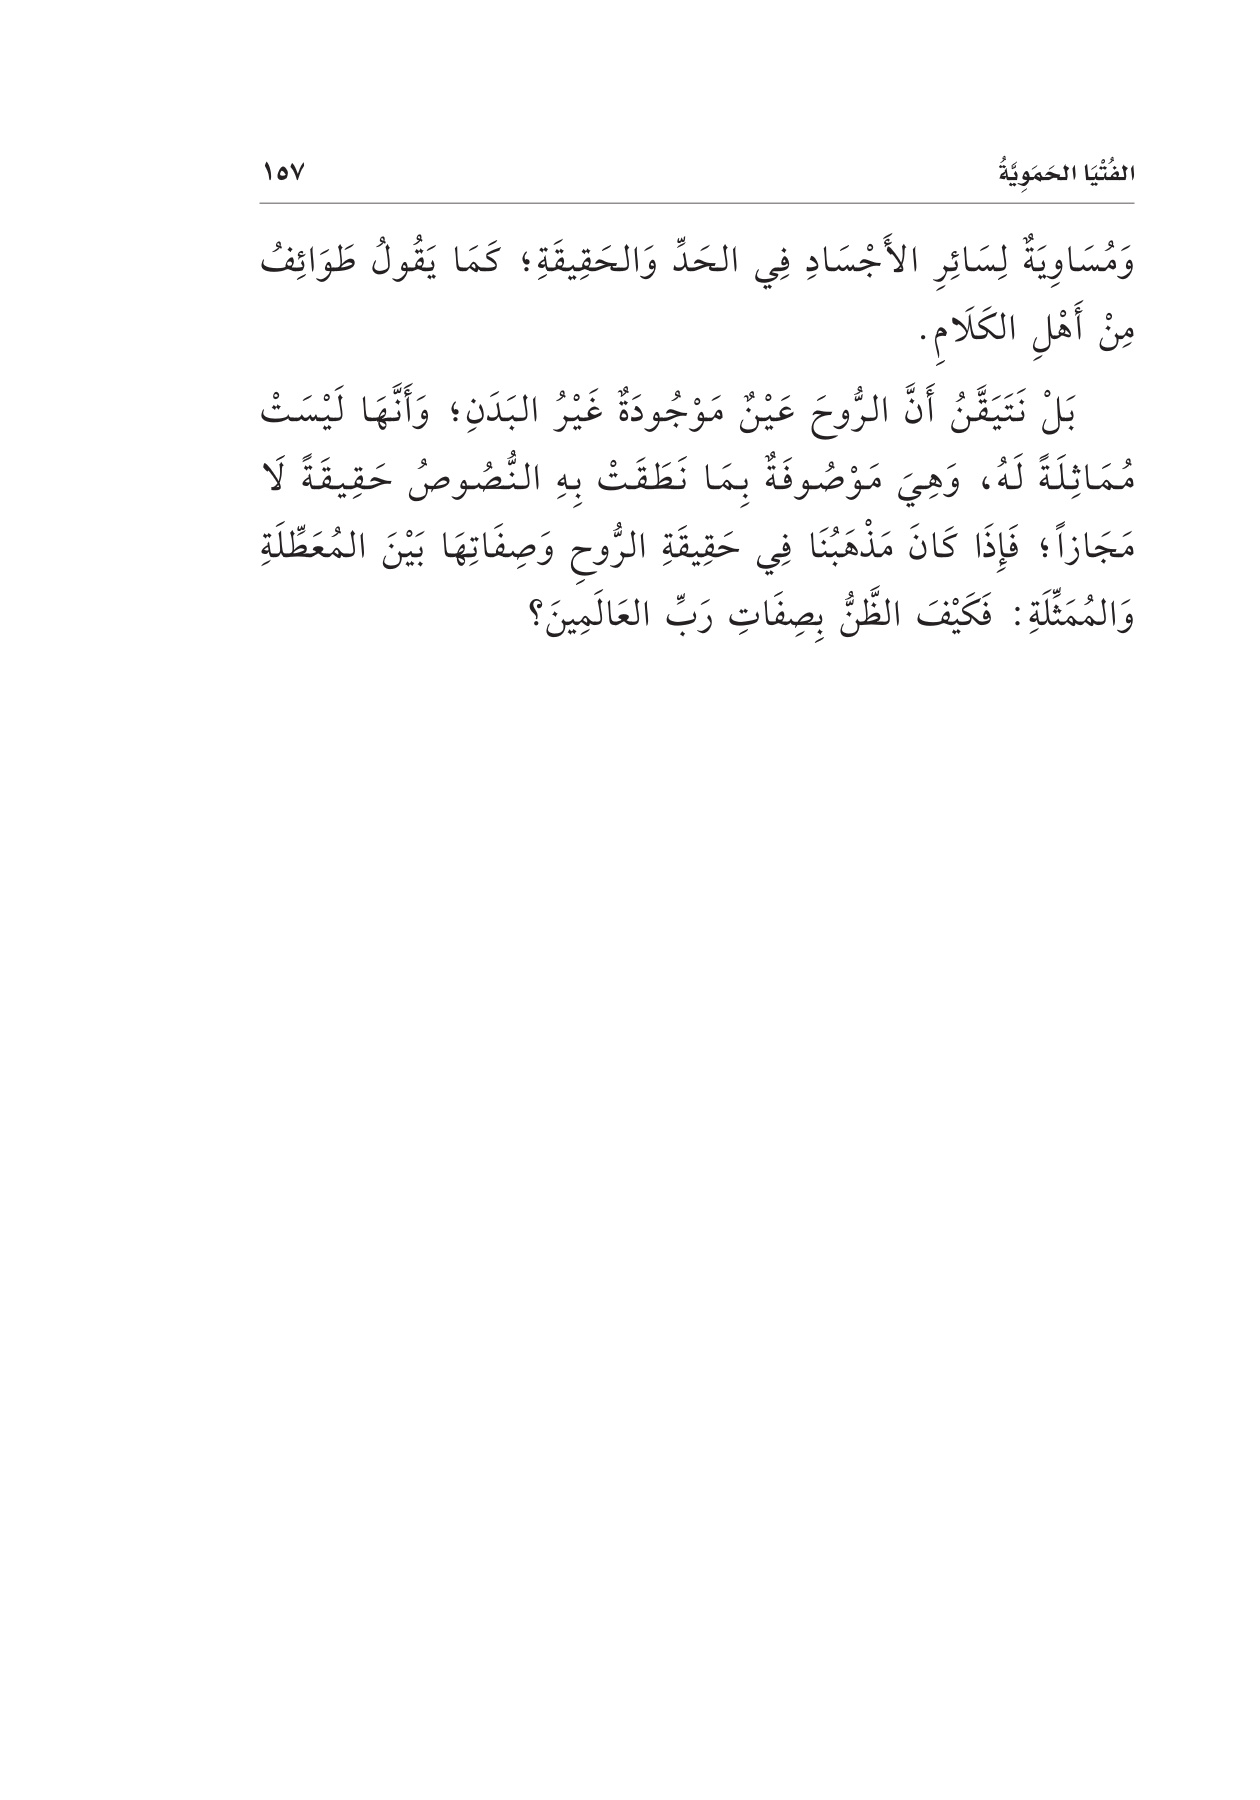 الفُتْيَا الحَمَوِيَّةُ ١٥٧
وَمُسَاوِيَةٌ لِسَائِرِ الأَجْسَادِ فِي الحَدِّ وَالحَقِيقَةِ؛ كَمَا يَقُولُ طَوَائِفُ
مِنْ أَهْلِ الكَلَامِ.
بَلْ نَتَيَقَّنُ أَنَّ الرُّوحَ عَيْنٌ مَوْجُودَةٌ غَيْرُ البَدَنِ؛ وَأَنَّهَا لَيْسَتْ
مُمَاثِلَةً لَهُ، وَهِيَ مَوْصُوفَةٌ بِمَا نَطَقَتْ بِهِ النُّصُوصُ حَقِيقَةً لَا
مَجَازاً؛ فَإِذَا كَانَ مَذْهَبُنَا فِي حَقِيقَةِ الرُّوحِ وَصِفَاتِهَا بَيْنَ المُعَطِّلَةِ
وَالمُمَثِّلَةِ: فَكَيْفَ الظَّنُّ بِصِفَاتِ رَبِّ العَالَمِينَ؟